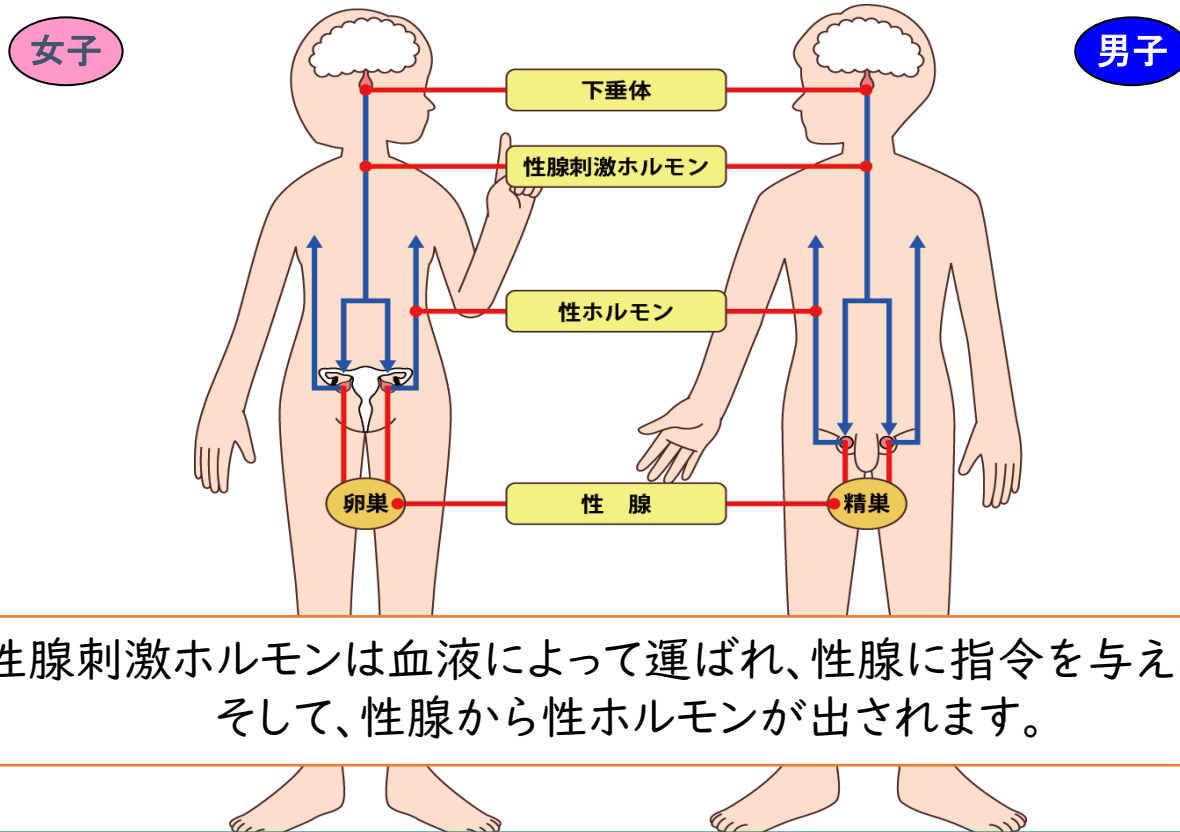 女子
男子
下垂体
性腺刺激ホルモン
性ホルモン
卵巣
性　腺
精巣
性腺刺激ホルモンは血液によって運ばれ、性腺に指令を与え
そして、性腺から性ホルモンが出されます。